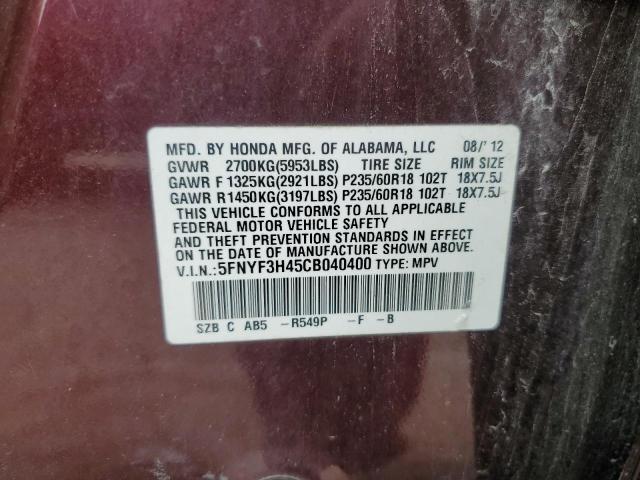 MFD. BY HONDA MFG. OF ALABAMA, LLC 08/'12
GVWR 2700KG(5953LBS) TIRE SIZE RIM SIZE
GAWR F 1325KG(2921LBS) P235/60R18 102T 18X7.5J
GAWR R1450KG(3197LBS) P235/60R18 102T 18X7.5J
THIS VEHICLE CONFORMS TO ALL APPLICABLE
FEDERAL MOTOR VEHICLE SAFETY
AND THEFT PREVENTION STANDARDS IN EFFECT
ON THE DATE OF MANUFACTURE SHOWN ABOVE.
V.I.N.:5FNYF3H45CB040400 TYPE: MPV
SZB C AB5 -R549P -F -B